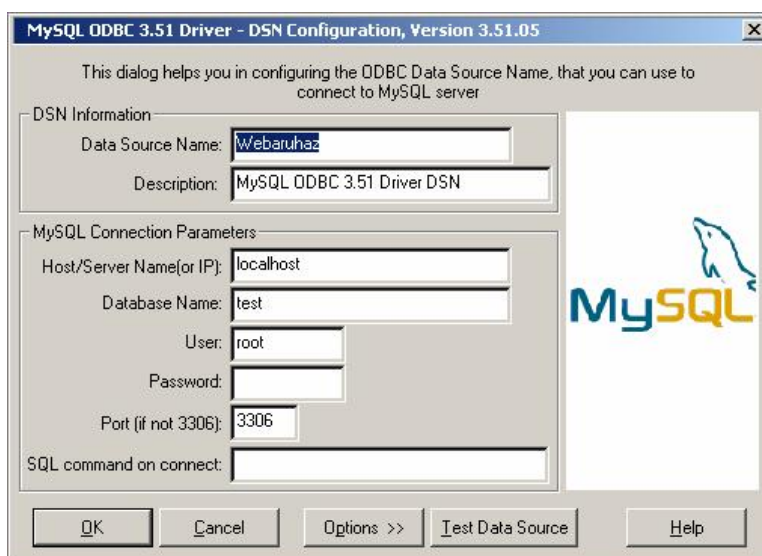 MySQL ODBC 3.51 Driver - DSN Configuration, Version 3.51.05
This dialog helps you in configuring the ODBC Data Source Name, that you can use to
connect to MySQL server
DSN Information
Data Source Name: Webaruhaz
Description: MySQL ODBC 3.51 Driver DSN
MySQL Connection Parameters
Host/Server Name(or IP): localhost
Database Name: test
User: root
Password:
Port (if not 3306): 3306
SQL command on connect:
MySQL
OK Cancel Options >> Test Data Source Help